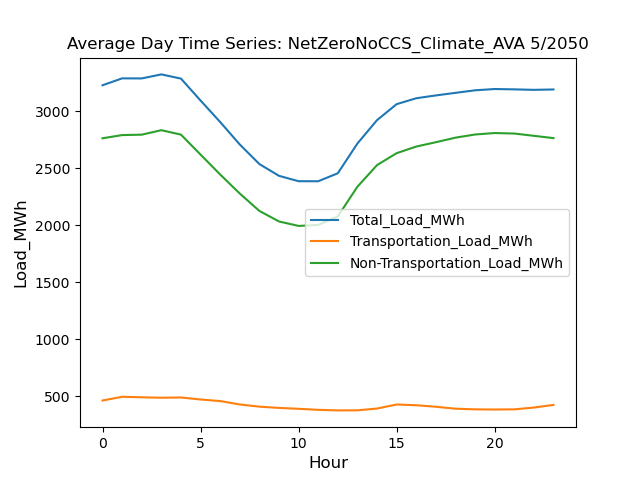 Average Day Time Series: NetZeroNoCCS_Climate_AVA 5/2050
Load_MWh
3000
2500
2000
1500
1000
500
Total_Load_MWh
Transportation_Load_MWh
Non-Transportation_Load_MWh
0 5 10 15 20
Hour